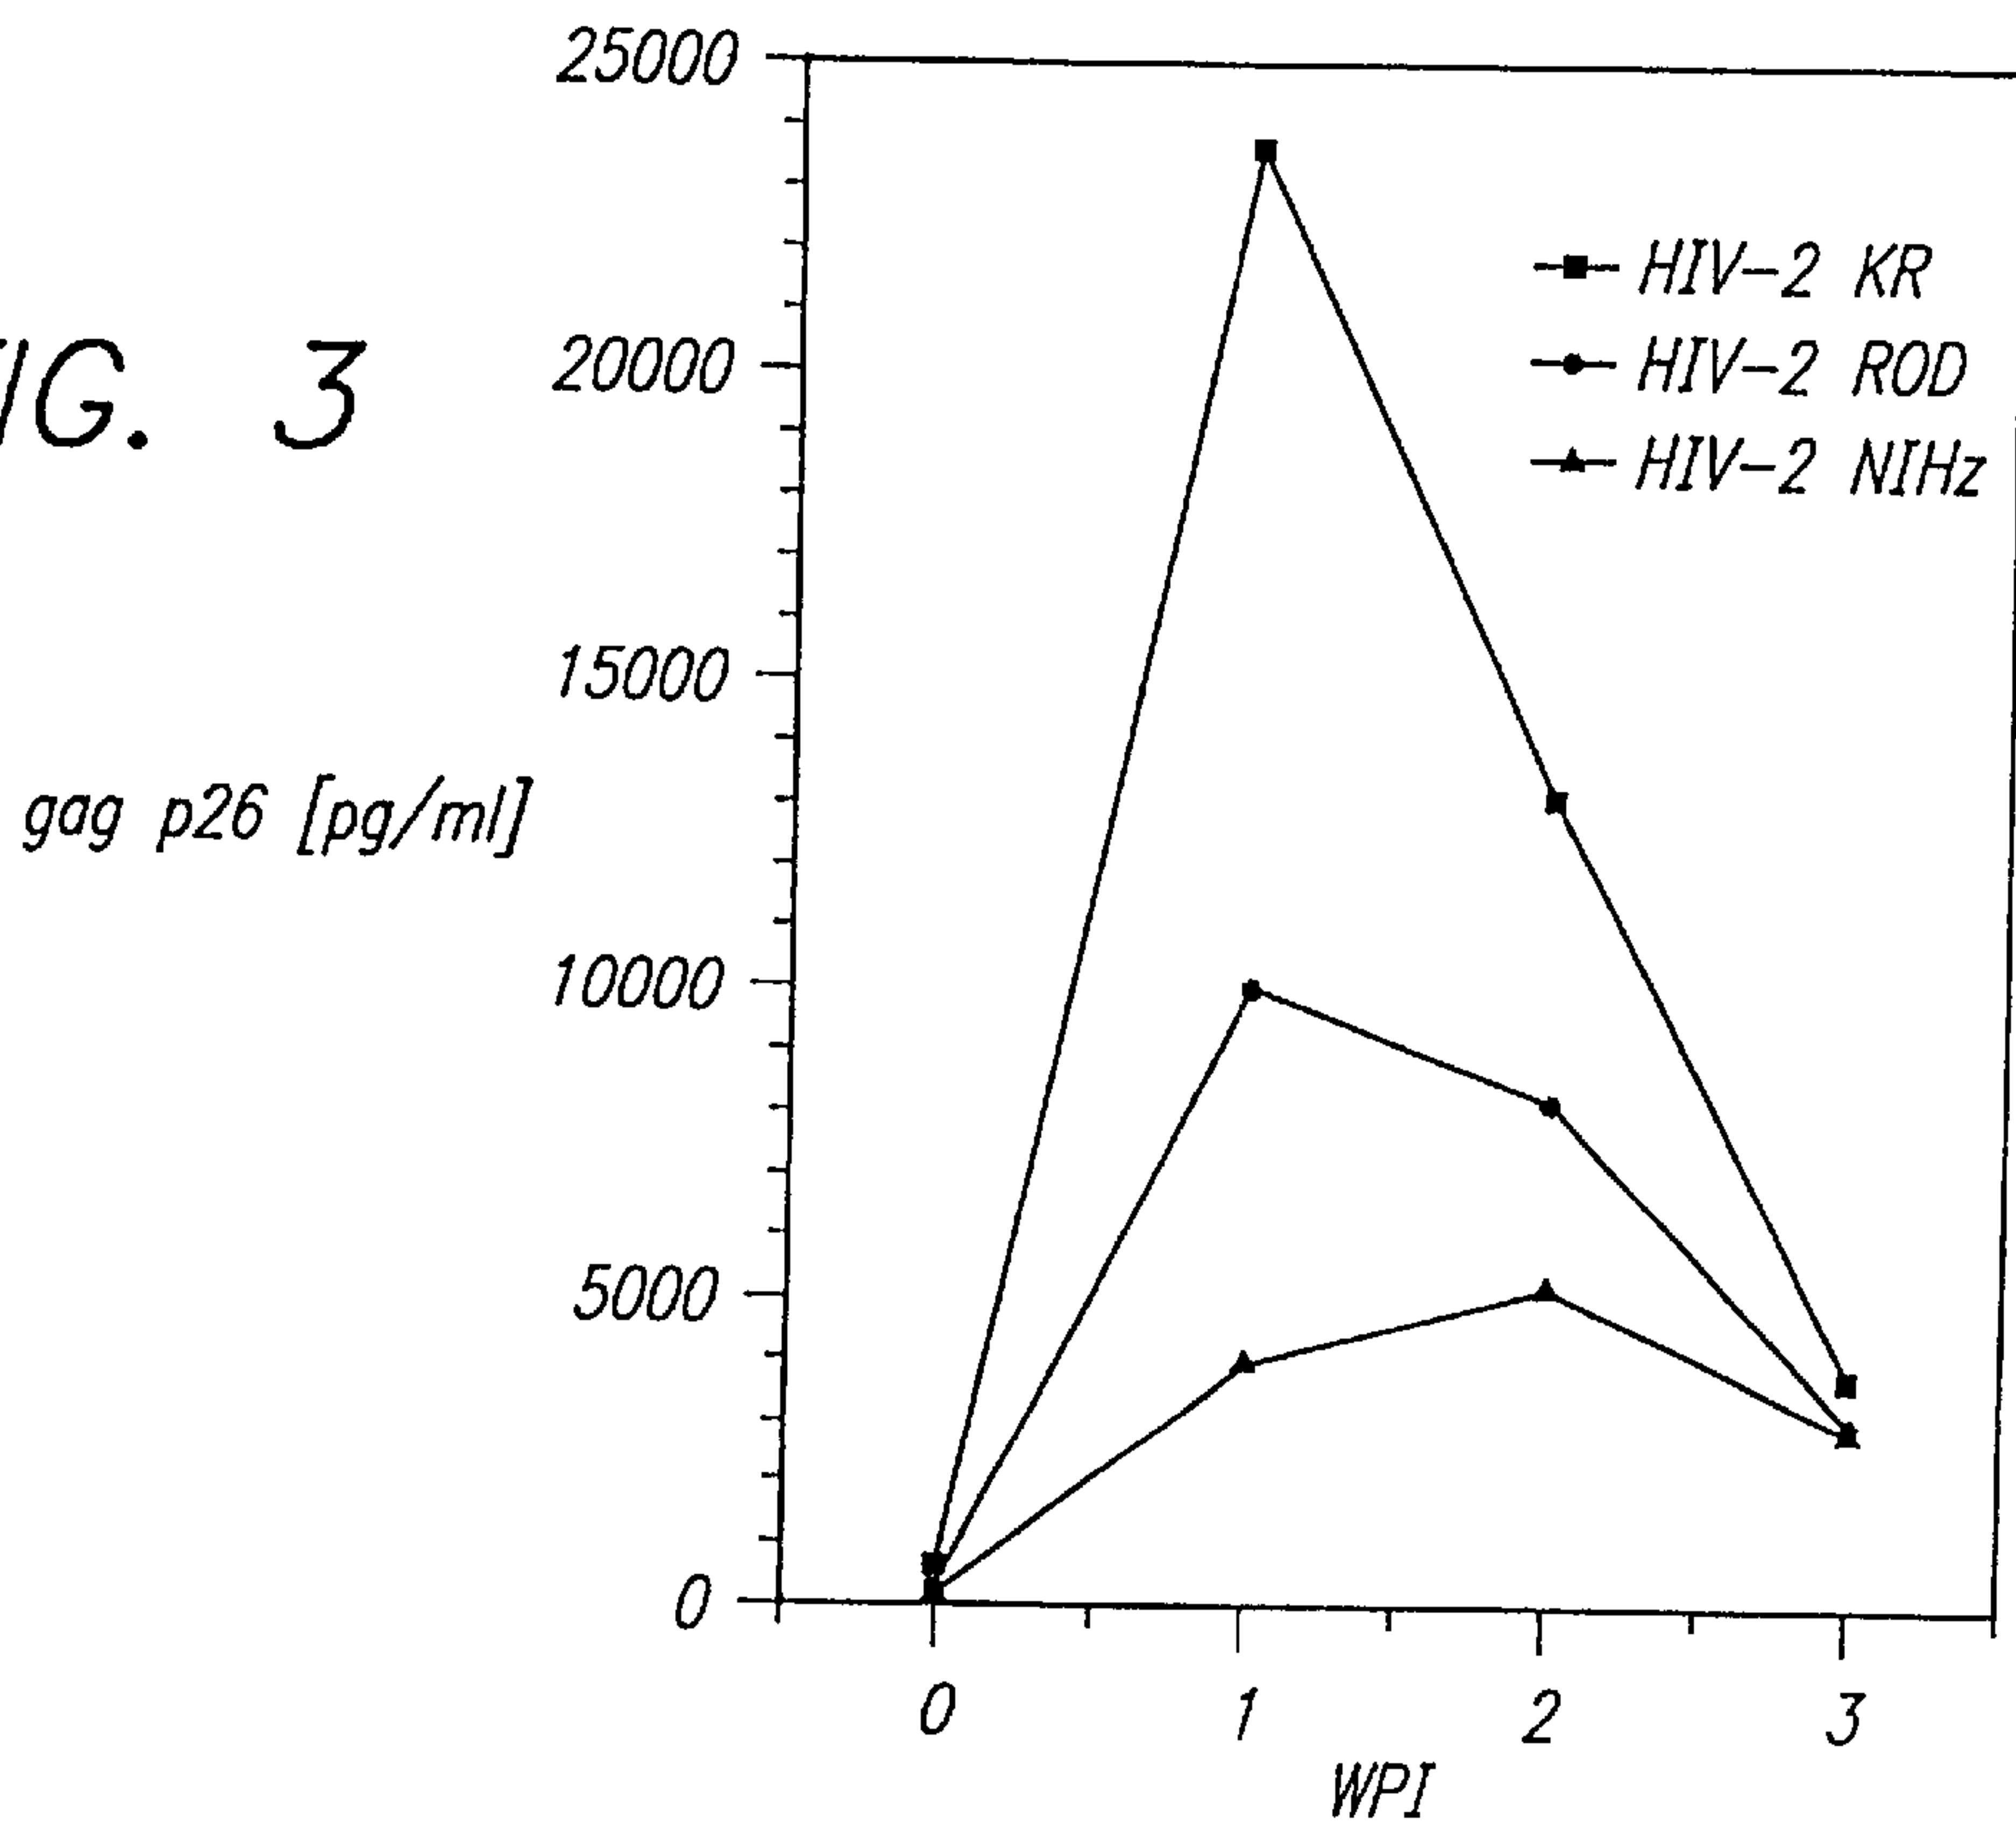 25000
HIV-2 KR
20000
HIV-2 ROD
FIG. 3
HIV-2 NIHz
15000
gag p26 [pg/ml]
10000
5000
0
0 1 2 3
WPI